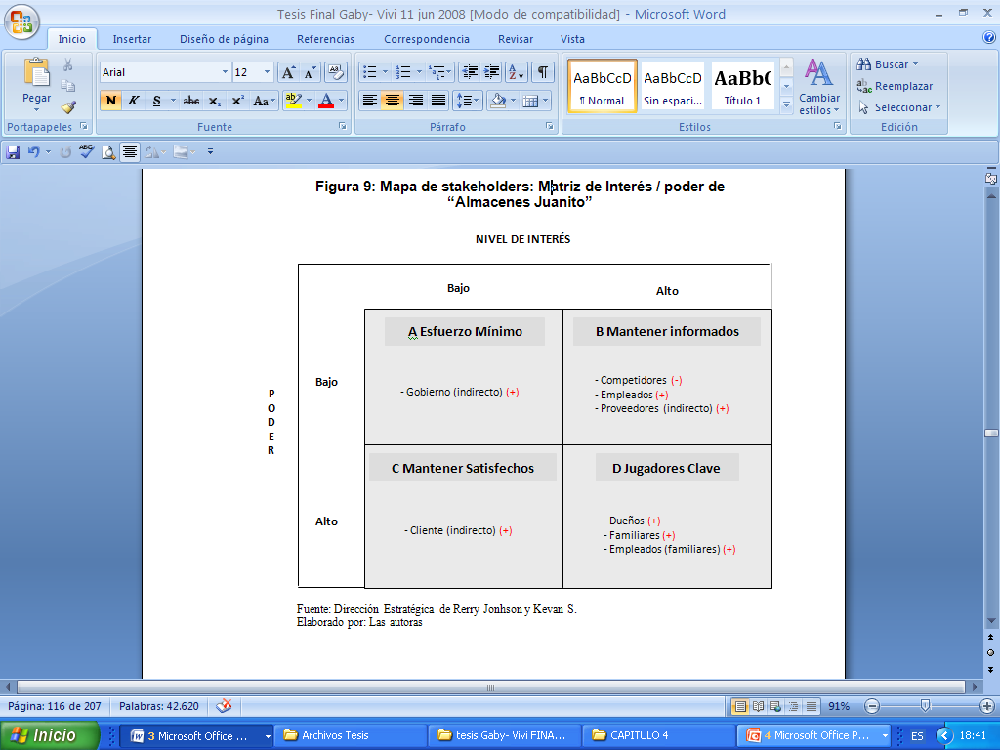 Tesis Final Gaby- Vivi 11 jun 2008 [Modo de compatibilidad] - Microsoft Word
Inicio Insertar Diseño de página Referencias Correspondencia Revisar Vista
Pegar
Portapapeles
Arial 12
N K S abc x₂ x² Aa
Fuente
Párrafo
AaBbCcD AaBbCcD AaBbC
¶ Normal Sin espaci... Título 1
Cambiar estilos
Estilos
Buscar
Reemplazar
Seleccionar
Edición
Figura 9: Mapa de stakeholders: Matriz de Interés / poder de
“Almacenes Juanito”
NIVEL DE INTERÉS
Bajo Alto
PODER
Bajo
A Esfuerzo Mínimo
- Gobierno (indirecto) (+)
B Mantener informados
- Competidores (-)
- Empleados (+)
- Proveedores (indirecto) (+)
Alto
C Mantener Satisfechos
- Cliente (indirecto) (+)
D Jugadores Clave
- Dueños (+)
- Familiares (+)
- Empleados (familiares) (+)
Fuente: Dirección Estratégica de Rerry Jonhson y Kevan S.
Elaborado por: Las autoras
Página: 116 de 207 Palabras: 42.620 91%
Inicio 3 Microsoft Office ... Archivos Tesis tesis Gaby- Vivi FINA... CAPITULO 4 4 Microsoft Office P... ES 18:41